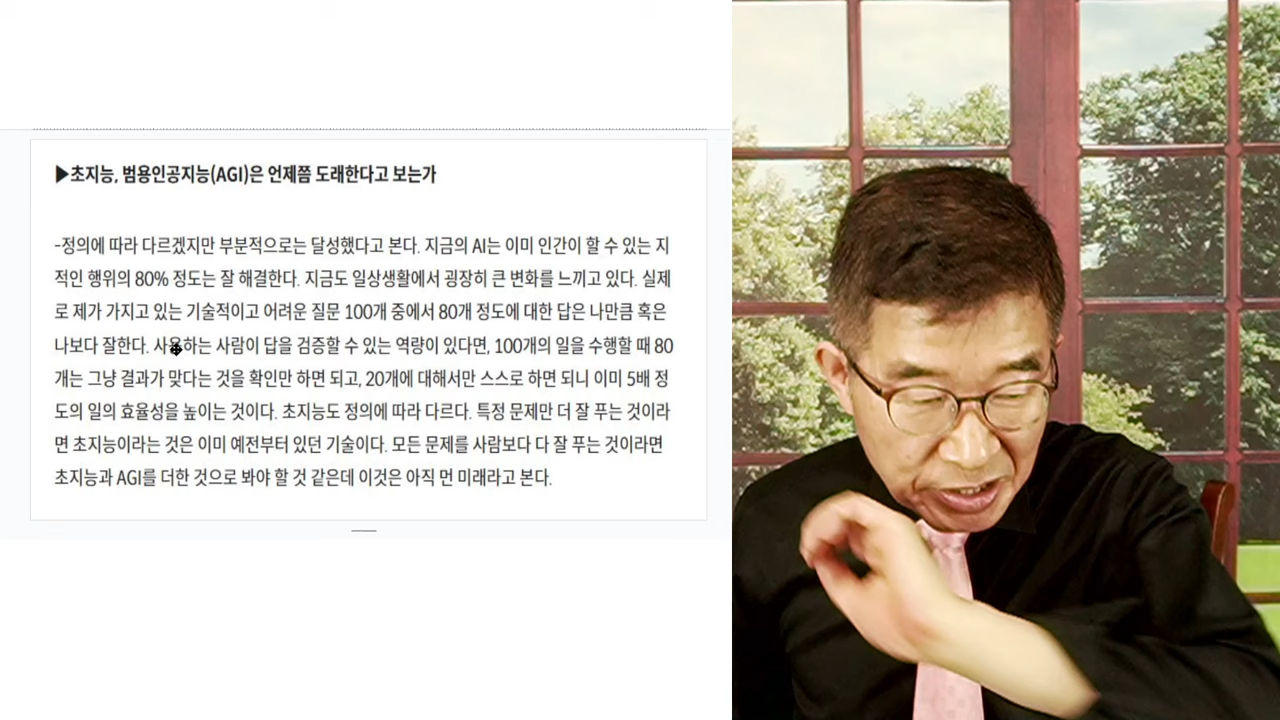 ▶초지능, 범용인공지능(AGI)은 언제쯤 도래한다고 보는가
-정의에 따라 다르겠지만 부분적으로는 달성했다고 본다. 지금의 AI는 이미 인간이 할 수 있는 지
적인 행위의 80% 정도는 잘 해결한다. 지금도 일상생활에서 굉장히 큰 변화를 느끼고 있다. 실제
로 제가 가지고 있는 기술적이고 어려운 질문 100개 중에서 80개 정도에 대한 답은 나만큼 혹은
나보다 잘한다. 사용하는 사람이 답을 검증할 수 있는 역량이 있다면, 100개의 일을 수행할 때 80
개는 그냥 결과가 맞다는 것을 확인만 하면 되고, 20개에 대해서만 스스로 하면 되니 이미 5배 정
도의 일의 효율성을 높이는 것이다. 초지능도 정의에 따라 다르다. 특정 문제만 더 잘 푸는 것이라
면 초지능이라는 것은 이미 예전부터 있던 기술이다. 모든 문제를 사람보다 다 잘 푸는 것이라면
초지능과 AGI를 더한 것으로 봐야 할 것 같은데 이것은 아직 먼 미래라고 본다.